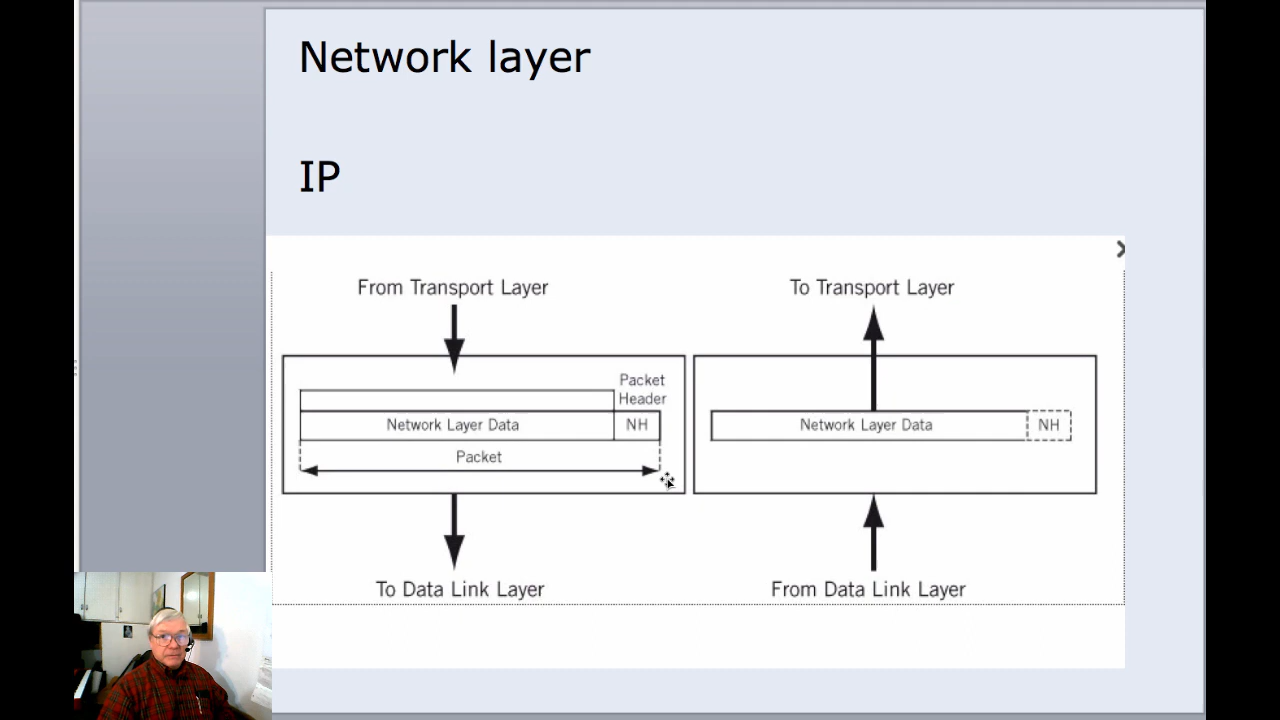 Network layer
IP
From Transport Layer
To Transport Layer
Packet
Header
Network Layer Data
NH
Network Layer Data
NH
Packet
To Data Link Layer
From Data Link Layer